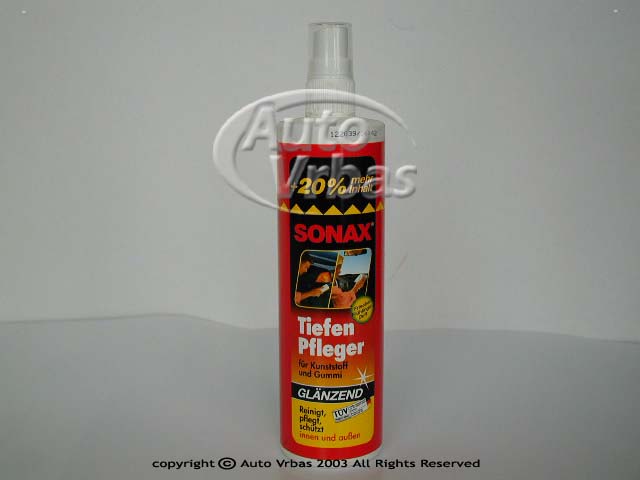 Auto
Vrbas
+20% mehr Inhalt
SONAX
Tiefen
Pfleger
für Kunststoff
und Gummi
GLÄNZEND
Reinigt,
pflegt,
schützt
innen und außen
TÜV
copyright © Auto Vrbas 2003 All Rights Reserved